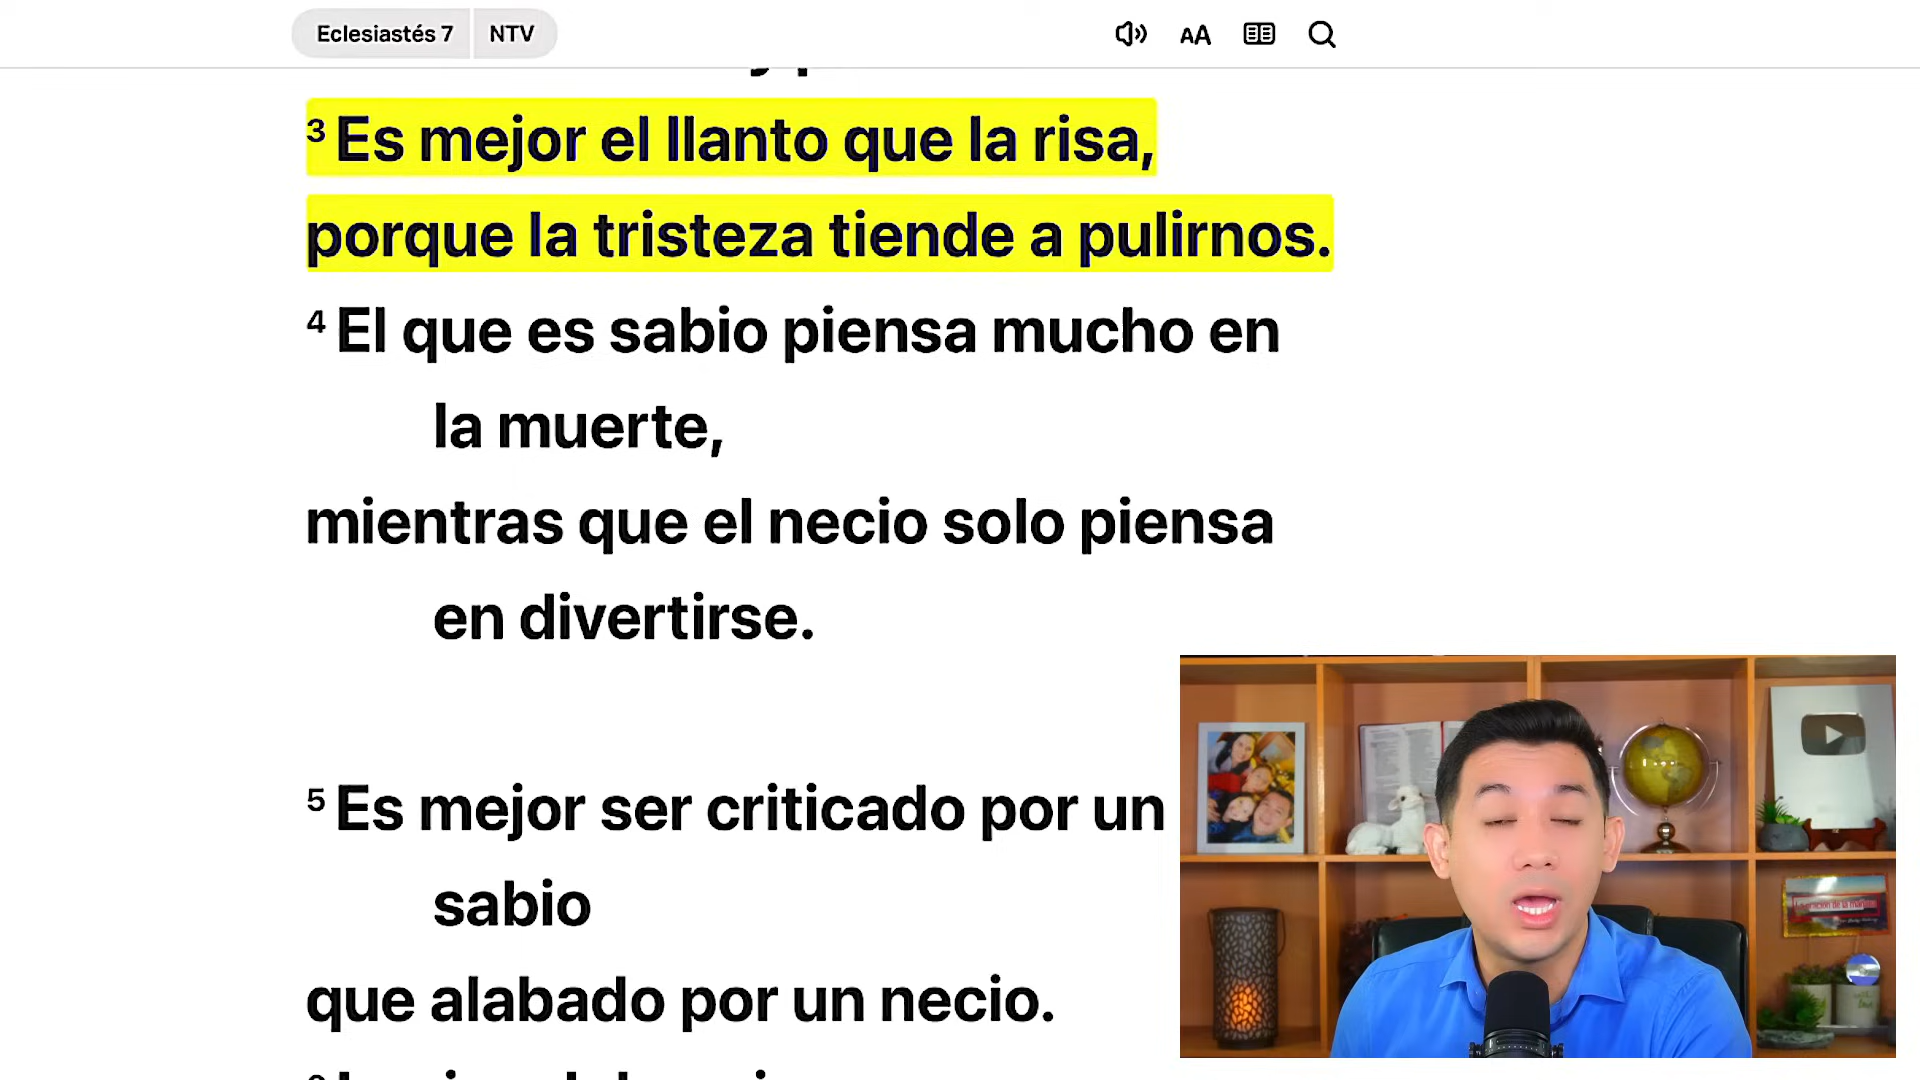 Eclesiastés 7 NTV
AA
3 Es mejor el llanto que la risa,
porque la tristeza tiende a pulirnos.
4 El que es sabio piensa mucho en
la muerte,
mientras que el necio solo piensa
en divertirse.
5 Es mejor ser criticado por un
sabio
que alabado por un necio.